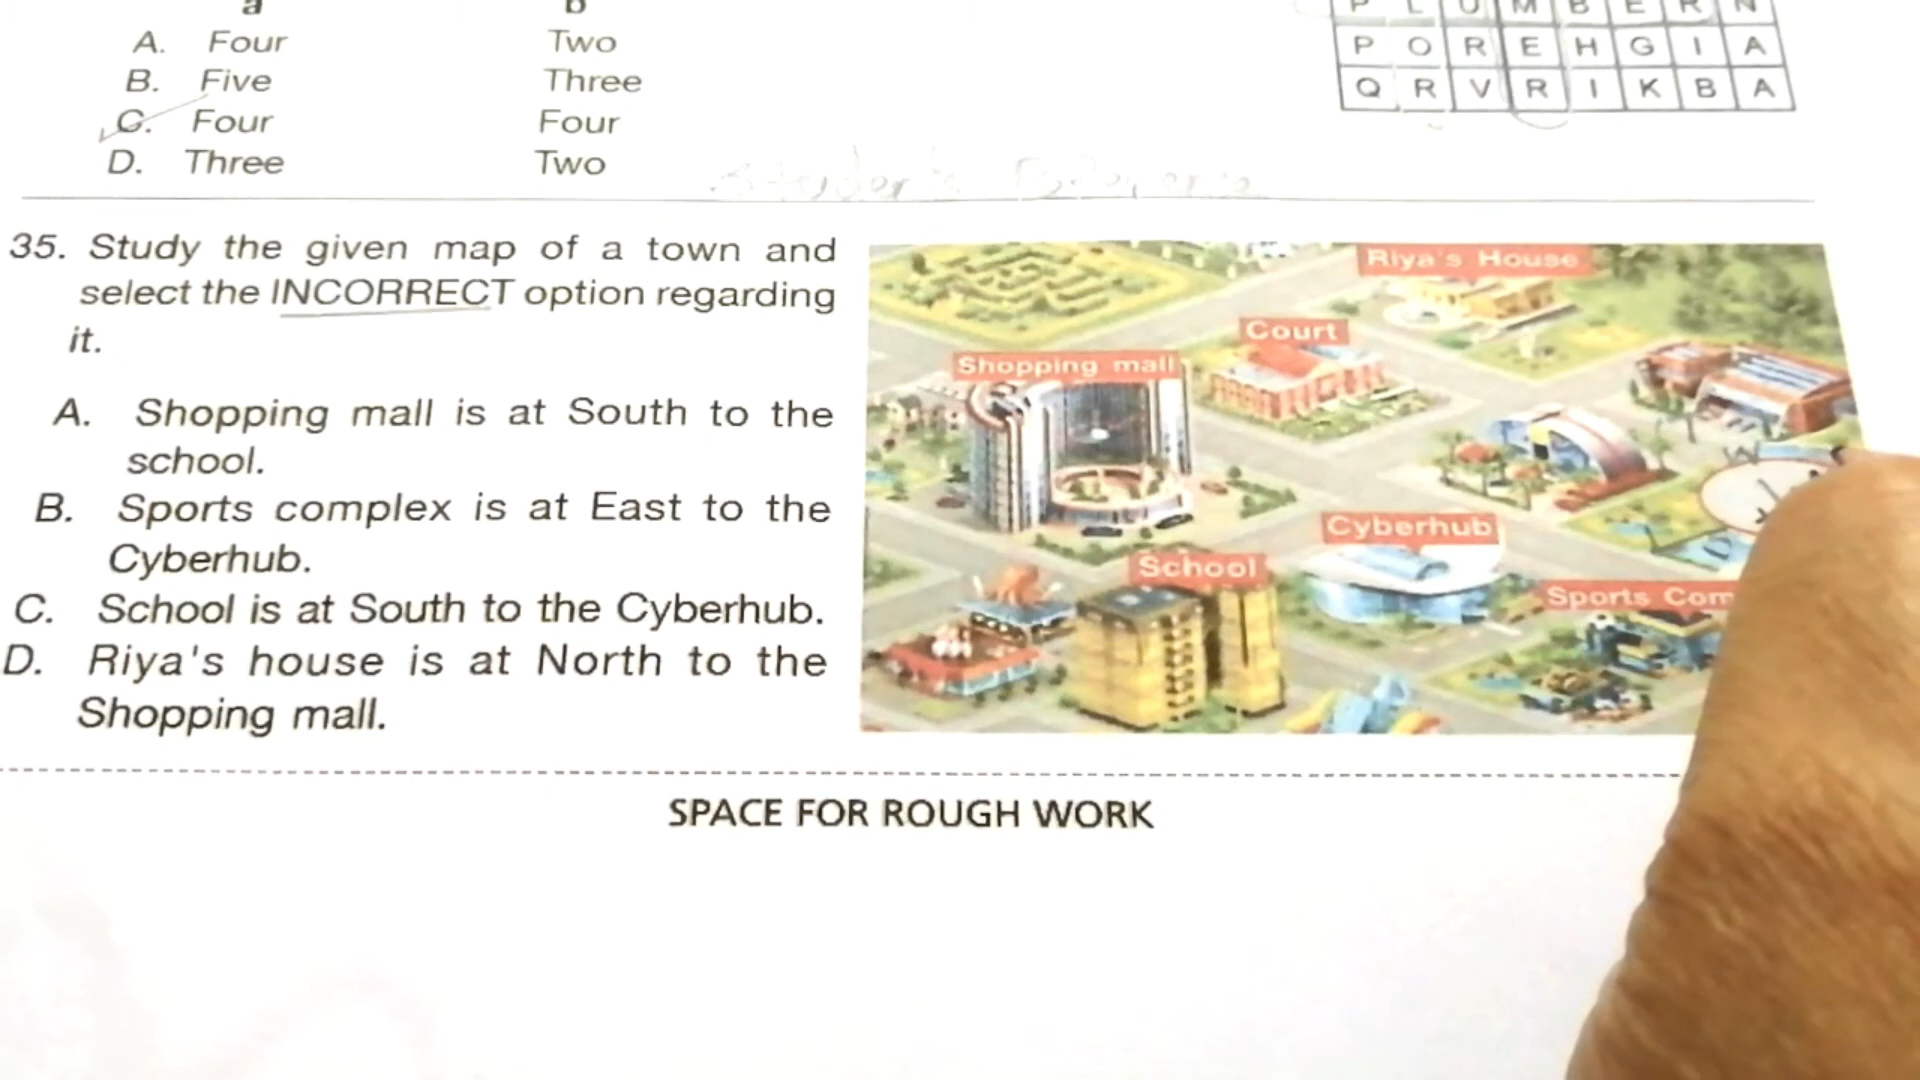 a b
A. Four Two
B. Five Three
C. Four Four
D. Three Two
P L U M B E R N
P O R E H G I A
Q R V R I K B A
35. Study the given map of a town and
select the INCORRECT option regarding
it.
A. Shopping mall is at South to the
school.
B. Sports complex is at East to the
Cyberhub.
C. School is at South to the Cyberhub.
D. Riya's house is at North to the
Shopping mall.
Riya's House
Court
Shopping mall
Cyberhub
School
Sports Com
SPACE FOR ROUGH WORK